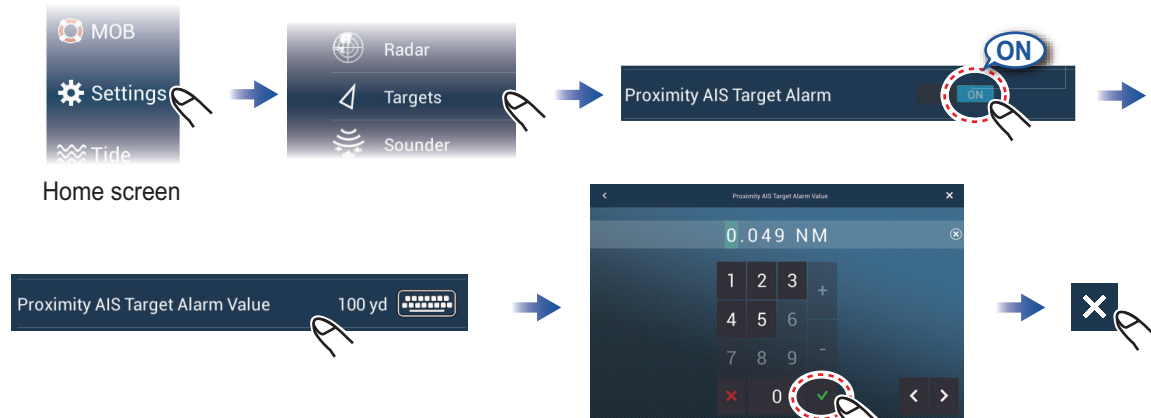 MOB
Settings
Tide
Radar
Targets
Sounder
Proximity AIS Target Alarm
ON
ON
Home screen
Proximity AIS Target Alarm Value 100 yd
Proximity AIS Target Alarm Value
0.049 NM
1 2 3 +
4 5 6
7 8 9 -
0